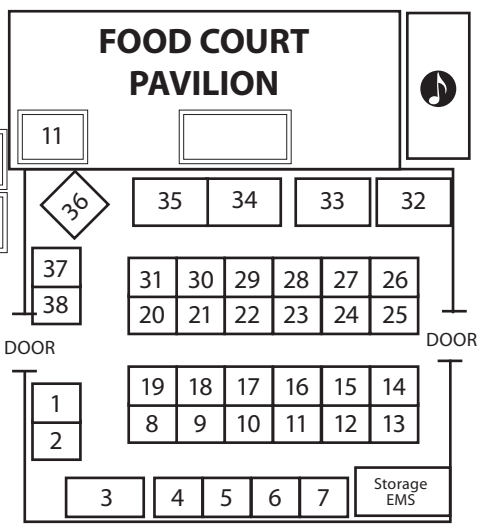 FOOD COURT
PAVILION
11
36
35 34 33 32
37
38
31 30 29 28 27 26
20 21 22 23 24 25
DOOR
DOOR
19 18 17 16 15 14
8 9 10 11 12 13
1
2
3 4 5 6 7
Storage
EMS